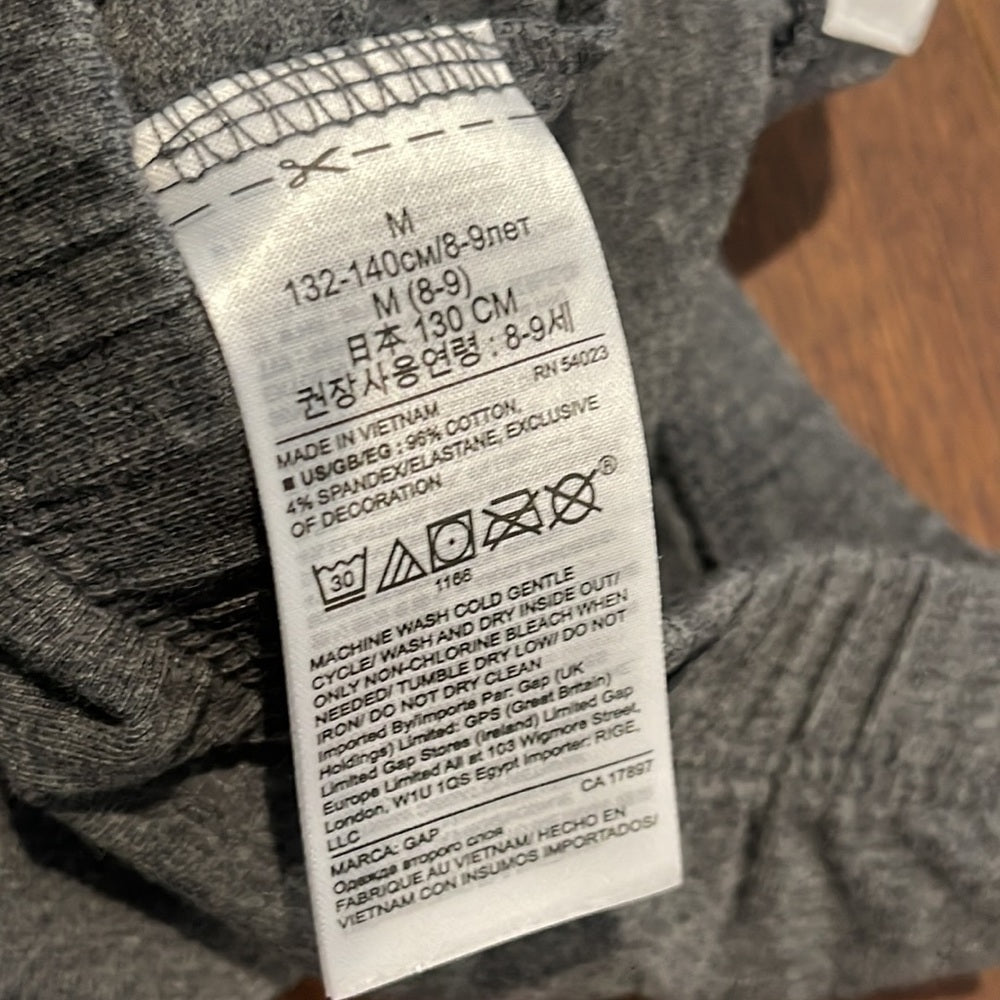 M
132-140см/8-9лет
M (8-9)
日本 130 CM
권장사용연령 : 8-9세
RN 54023
MADE IN VIETNAM
■ US/GB/EG : 96% COTTON,
4% SPANDEX/ELASTANE, EXCLUSIVE
OF DECORATION
30
®
1166
MACHINE WASH COLD GENTLE
CYCLE/ WASH AND DRY INSIDE OUT/
ONLY NON-CHLORINE BLEACH WHEN
NEEDED/ TUMBLE DRY LOW/ DO NOT
IRON/ DO NOT DRY CLEAN
Imported By/Importe Par: Gap (UK
Holdings) Limited: GPS (Great Britain)
Limited Gap Stores (Ireland) Limited Gap
Europe Limited All at 103 Wigmore Street,
London, W1U 1QS Egypt Importer: RIGE,
LLC
CA 17897
MARCA: GAP
Одежда второго слоя
FABRIQUE AU VIETNAM/ HECHO EN
VIETNAM CON INSUMOS IMPORTADOS/